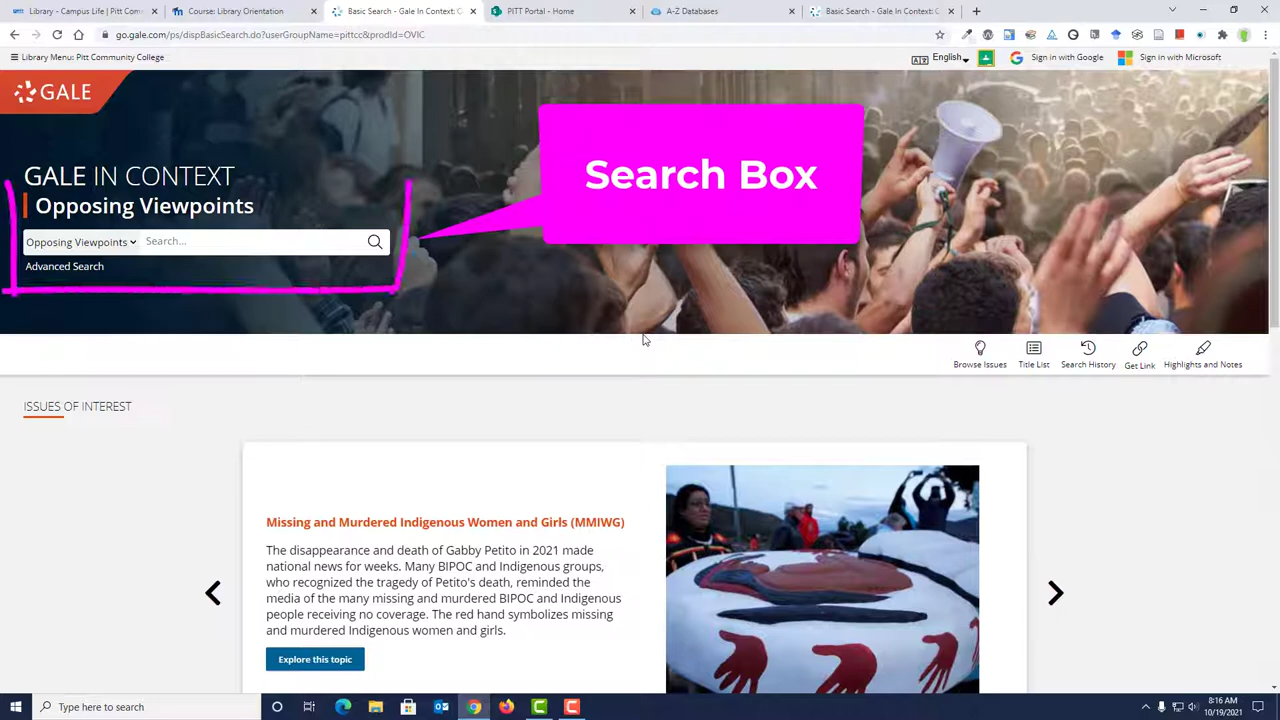 Library - Campus Life - Pitt Com
Course: Library Orientation
Basic Search - Gale In Context: C
PITT Portal - Home
A-Z Databases
Basic Search - Gale In Context: C
go.gale.com/ps/dispBasicSearch.do?userGroupName=pittcc&prodId=OVIC
Library Menu: Pitt Community College
English
Sign in with Google
Sign in with Microsoft
GALE
Search Box
GALE IN CONTEXT
Opposing Viewpoints
Opposing Viewpoints
Search...
Advanced Search
Browse Issues
Title List
Search History
Get Link
Highlights and Notes
ISSUES OF INTEREST
Missing and Murdered Indigenous Women and Girls (MMIWG)
The disappearance and death of Gabby Petito in 2021 made
national news for weeks. Many BIPOC and Indigenous groups,
who recognized the tragedy of Petito's death, reminded the
media of the many missing and murdered BIPOC and Indigenous
people receiving no coverage. The red hand symbolizes missing
and murdered Indigenous women and girls.
Explore this topic
Type here to search
8:16 AM
10/19/2021